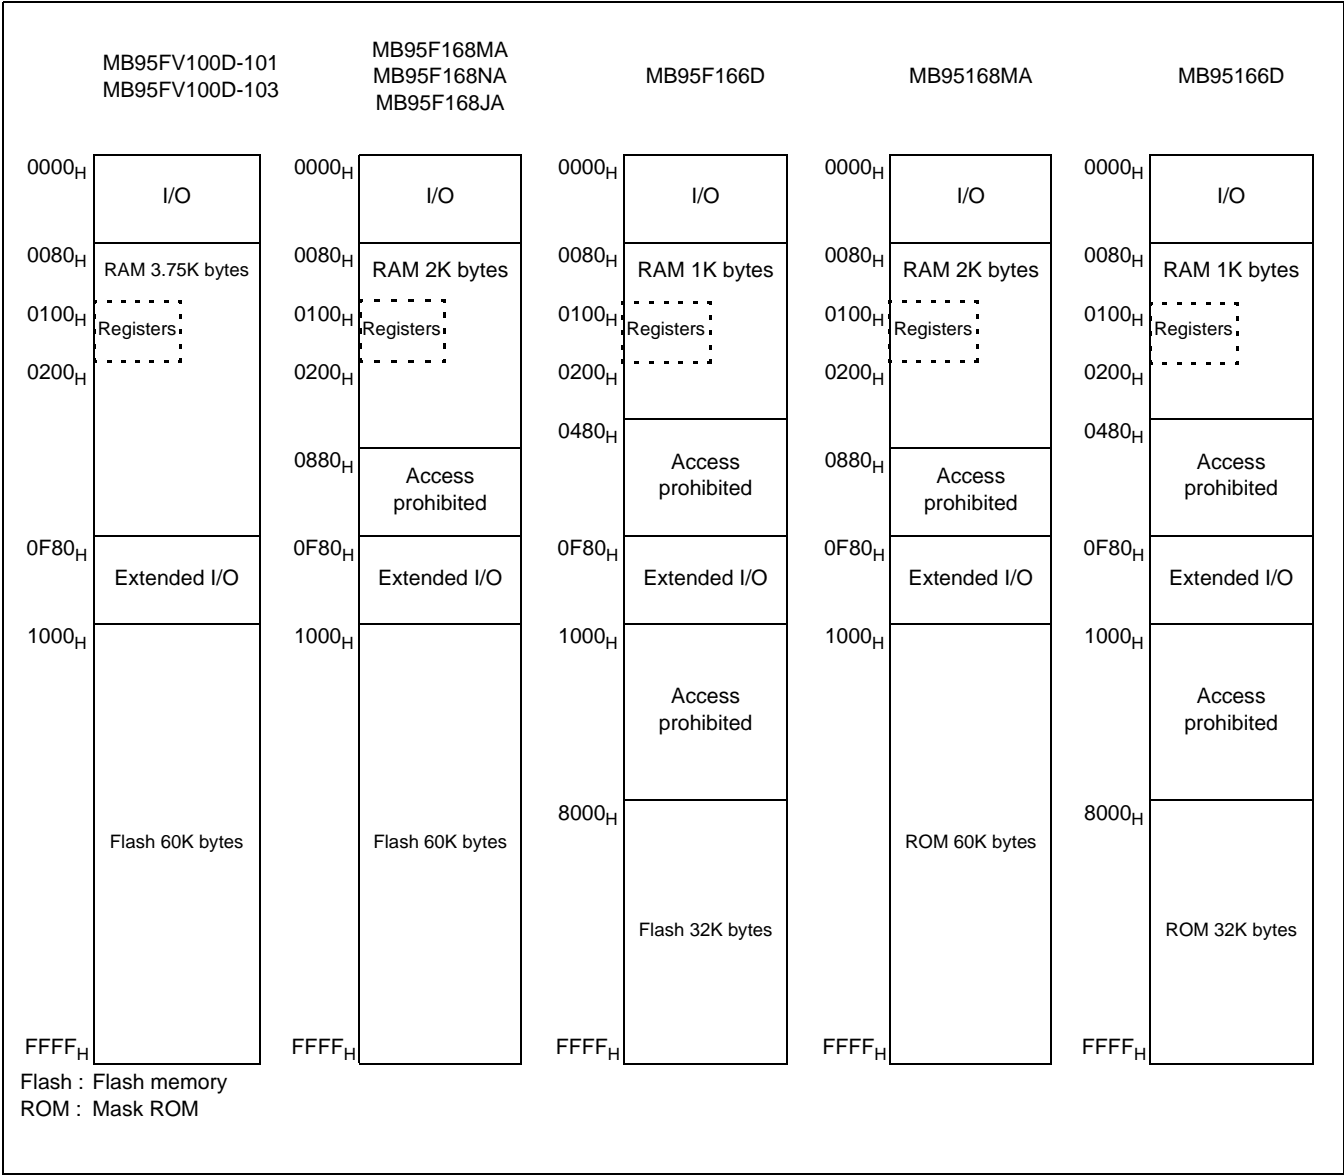 MB95FV100D-101
MB95FV100D-103
0000H
I/O
0080H
RAM 3.75K bytes
0100H
Registers
0200H
0F80H
Extended I/O
1000H
Flash 60K bytes
FFFFH
MB95F168MA
MB95F168NA
MB95F168JA
0000H
I/O
0080H
RAM 2K bytes
0100H
Registers
0200H
0880H
Access
prohibited
0F80H
Extended I/O
1000H
Flash 60K bytes
FFFFH
MB95F166D
0000H
I/O
0080H
RAM 1K bytes
0100H
Registers
0200H
0480H
Access
prohibited
0F80H
Extended I/O
1000H
Access
prohibited
8000H
Flash 32K bytes
FFFFH
MB95168MA
0000H
I/O
0080H
RAM 2K bytes
0100H
Registers
0200H
0880H
Access
prohibited
0F80H
Extended I/O
1000H
ROM 60K bytes
FFFFH
MB95166D
0000H
I/O
0080H
RAM 1K bytes
0100H
Registers
0200H
0480H
Access
prohibited
0F80H
Extended I/O
1000H
Access
prohibited
8000H
ROM 32K bytes
FFFFH
Flash : Flash memory
ROM : Mask ROM